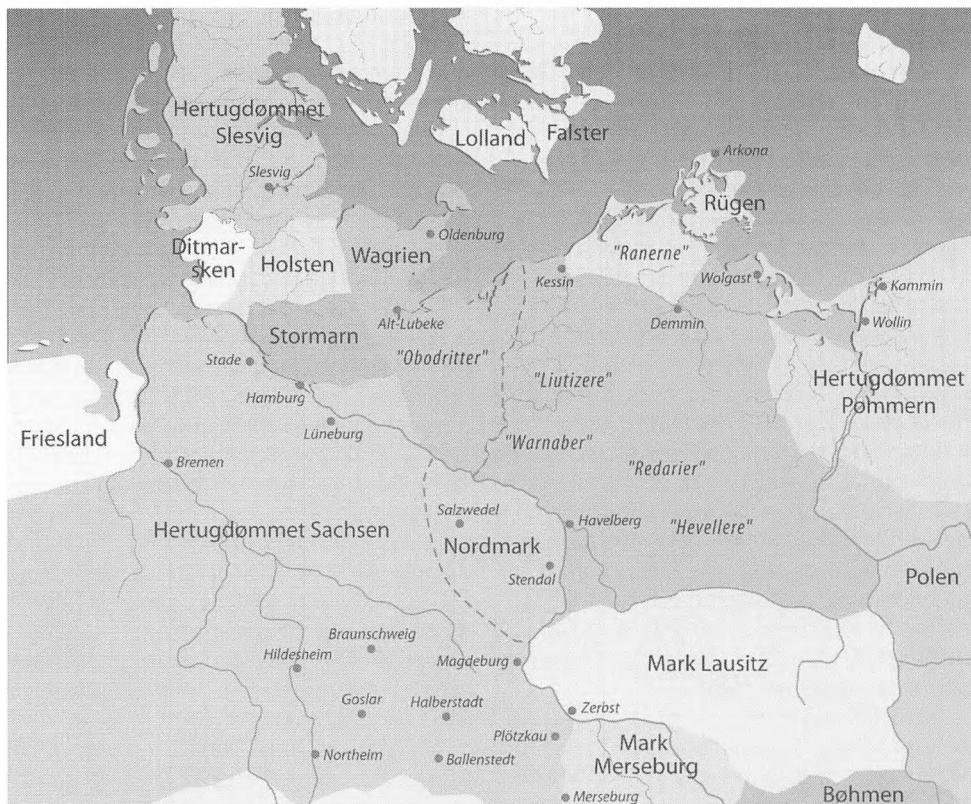 Hertugdømmet
Slesvig
Slesvig
Lolland
Falster
Arkona
Rügen
Ditmar-
sken
Holsten
Wagrien
Oldenburg
"Ranerne"
Kessin
Wolgast
Kammin
Wollin
Alt-Lubeke
Demmin
Stormarn
"Obodritter"
Stade
"Liutizere"
Hertugdømmet
Pommern
Hamburg
Lüneburg
Friesland
"Warnaber"
Bremen
"Redarier"
Salzwedel
Havelberg
"Hevellere"
Hertugdømmet Sachsen
Nordmark
Stendal
Polen
Braunschweig
Hildesheim
Magdeburg
Mark Lausitz
Goslar
Halberstadt
Zerbst
Plötzkau
Mark
Merseburg
Northeim
Ballenstedt
Merseburg
Bøhmen